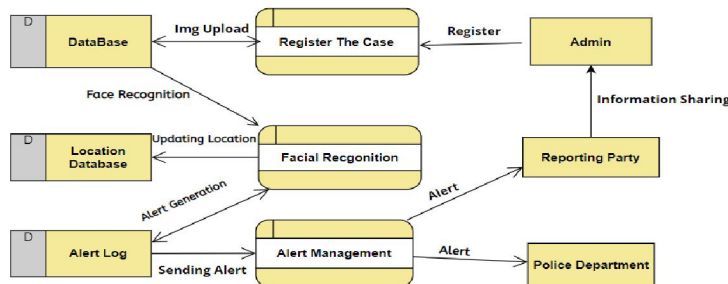 D
DataBase
Img Upload
Register The Case
Register
Admin
Face Recognition
Information Sharing
D
Location
Database
Updating Location
Facial Recgonition
Reporting Party
Alert Generation
Alert
D
Alert Log
Sending Alert
Alert Management
Alert
Police Department